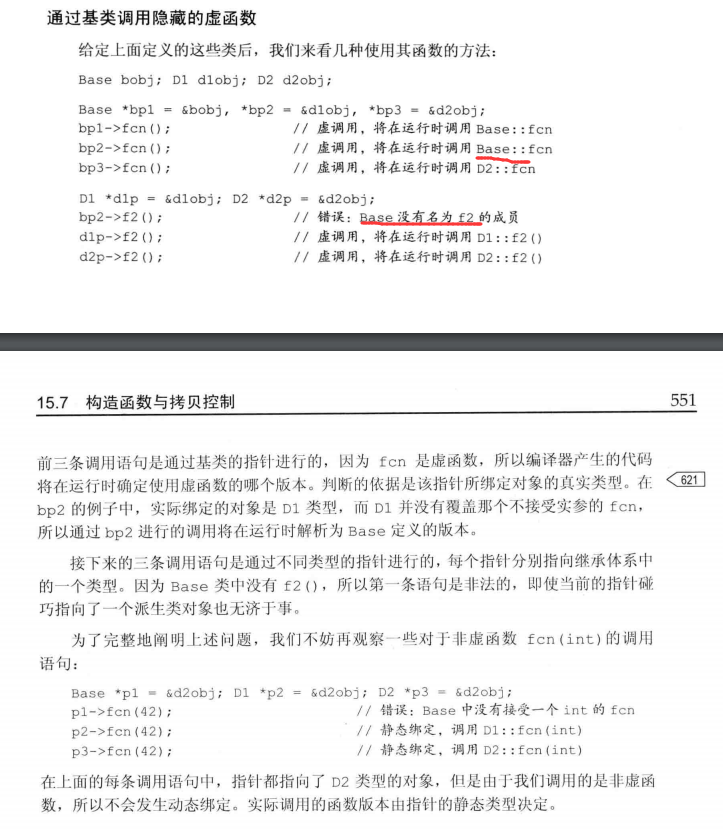 通过基类调用隐藏的虚函数
给定上面定义的这些类后，我们来看几种使用其函数的方法：
Base bobj; D1 d1obj; D2 d2obj;
Base *bp1 = &bobj, *bp2 = &d1obj, *bp3 = &d2obj;
bp1->fcn(); // 虚调用，将在运行时调用 Base::fcn
bp2->fcn(); // 虚调用，将在运行时调用 Base::fcn
bp3->fcn(); // 虚调用，将在运行时调用 D2::fcn
D1 *d1p = &d1obj; D2 *d2p = &d2obj;
bp2->f2(); // 错误：Base 没有名为 f2 的成员
d1p->f2(); // 虚调用，将在运行时调用 D1::f2()
d2p->f2(); // 虚调用，将在运行时调用 D2::f2()
15.7 构造函数与拷贝控制 551
前三条调用语句是通过基类的指针进行的，因为 fcn 是虚函数，所以编译器产生的代码
将在运行时确定使用虚函数的哪个版本。判断的依据是该指针所绑定对象的真实类型。在 621
bp2 的例子中，实际绑定的对象是 D1 类型，而 D1 并没有覆盖那个不接受实参的 fcn，
所以通过 bp2 进行的调用将在运行时解析为 Base 定义的版本。
接下来的三条调用语句是通过不同类型的指针进行的，每个指针分别指向继承体系中
的一个类型。因为 Base 类中没有 f2()，所以第一条语句是非法的，即使当前的指针碰
巧指向了一个派生类对象也无济于事。
为了完整地阐明上述问题，我们不妨再观察一些对于非虚函数 fcn(int)的调用
语句：
Base *p1 = &d2obj; D1 *p2 = &d2obj; D2 *p3 = &d2obj;
p1->fcn(42); // 错误：Base 中没有接受一个 int 的 fcn
p2->fcn(42); // 静态绑定，调用 D1::fcn(int)
p3->fcn(42); // 静态绑定，调用 D2::fcn(int)
在上面的每条调用语句中，指针都指向了 D2 类型的对象，但是由于我们调用的是非虚函
数，所以不会发生动态绑定。实际调用的函数版本由指针的静态类型决定。